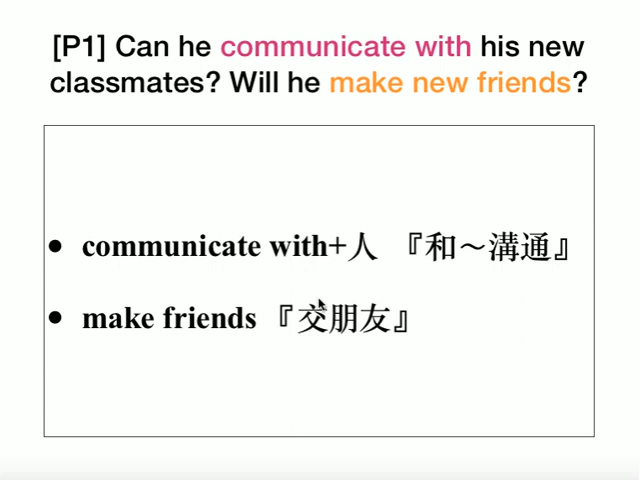 [P1] Can he communicate with his new
classmates? Will he make new friends?
• communicate with+人 『和～溝通』
• make friends 『交朋友』